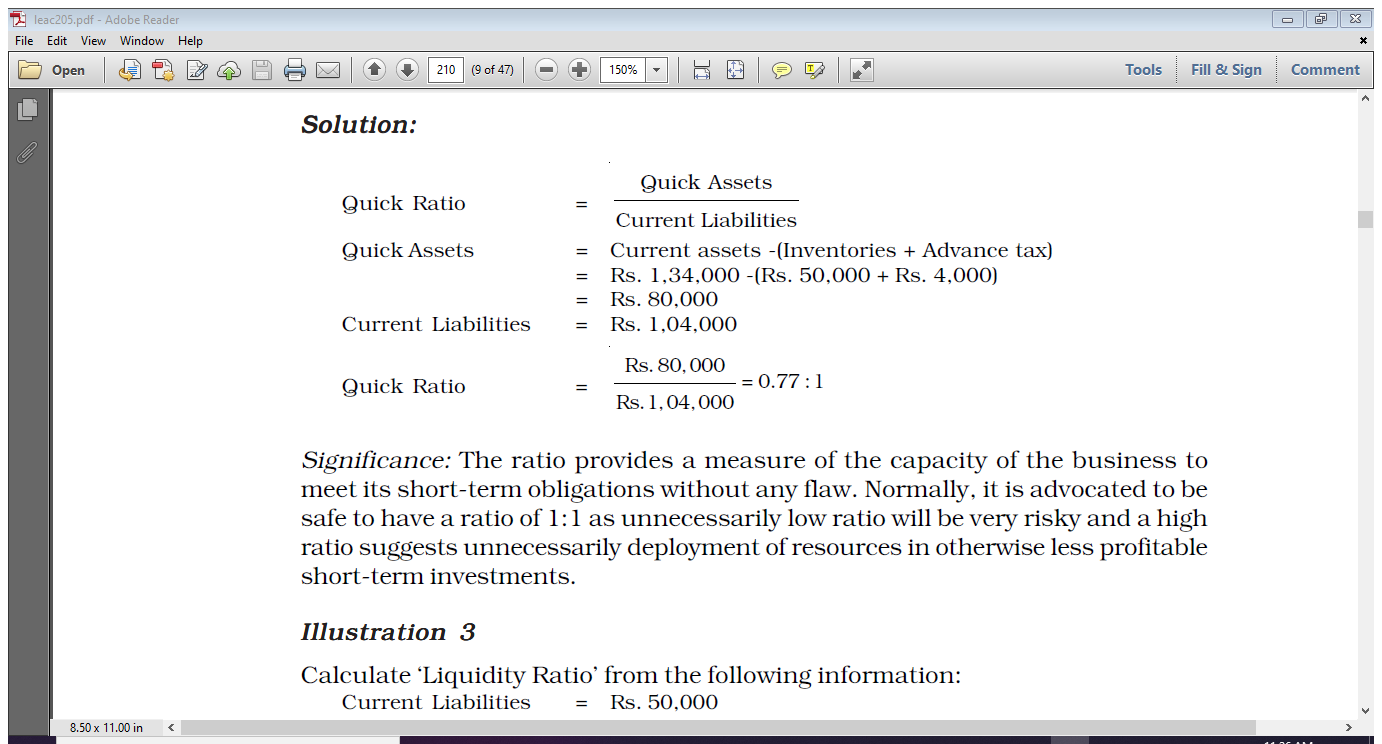 leac205.pdf - Adobe Reader
File Edit View Window Help
Open 210 (9 of 47) 150% Tools Fill & Sign Comment
Solution:
Quick Ratio = Quick Assets
Current Liabilities
Quick Assets = Current assets -(Inventories + Advance tax)
= Rs. 1,34,000 -(Rs. 50,000 + Rs. 4,000)
= Rs. 80,000
Current Liabilities = Rs. 1,04,000
Quick Ratio = Rs. 80,000
Rs. 1,04,000 = 0.77 : 1
Significance: The ratio provides a measure of the capacity of the business to
meet its short-term obligations without any flaw. Normally, it is advocated to be
safe to have a ratio of 1:1 as unnecessarily low ratio will be very risky and a high
ratio suggests unnecessarily deployment of resources in otherwise less profitable
short-term investments.
Illustration 3
Calculate ‘Liquidity Ratio’ from the following information:
Current Liabilities = Rs. 50,000
8.50 x 11.00 in